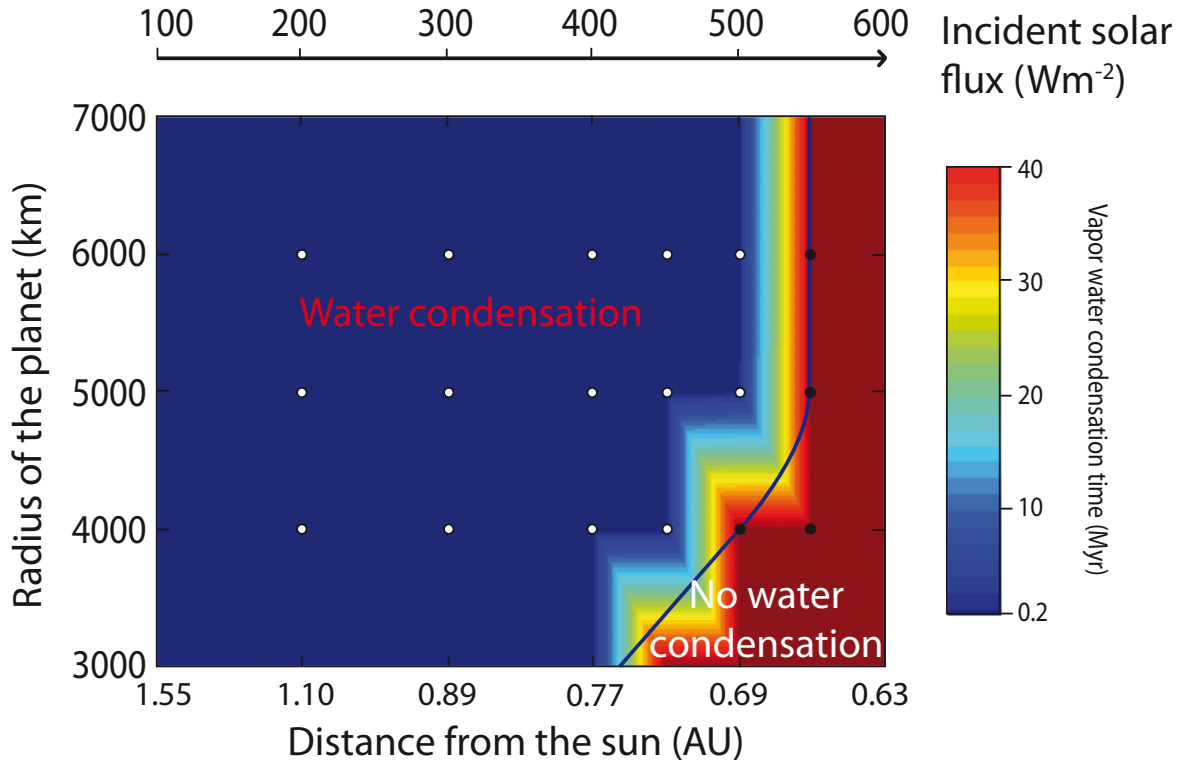 100 200 300 400 500 600
Incident solar
flux (Wm-2)
7000
6000
5000
4000
3000
Radius of the planet (km)
Water condensation
No water
condensation
1.55 1.10 0.89 0.77 0.69 0.63
Distance from the sun (AU)
40
30
20
10
0.2
Vapor water condensation time (Myr)